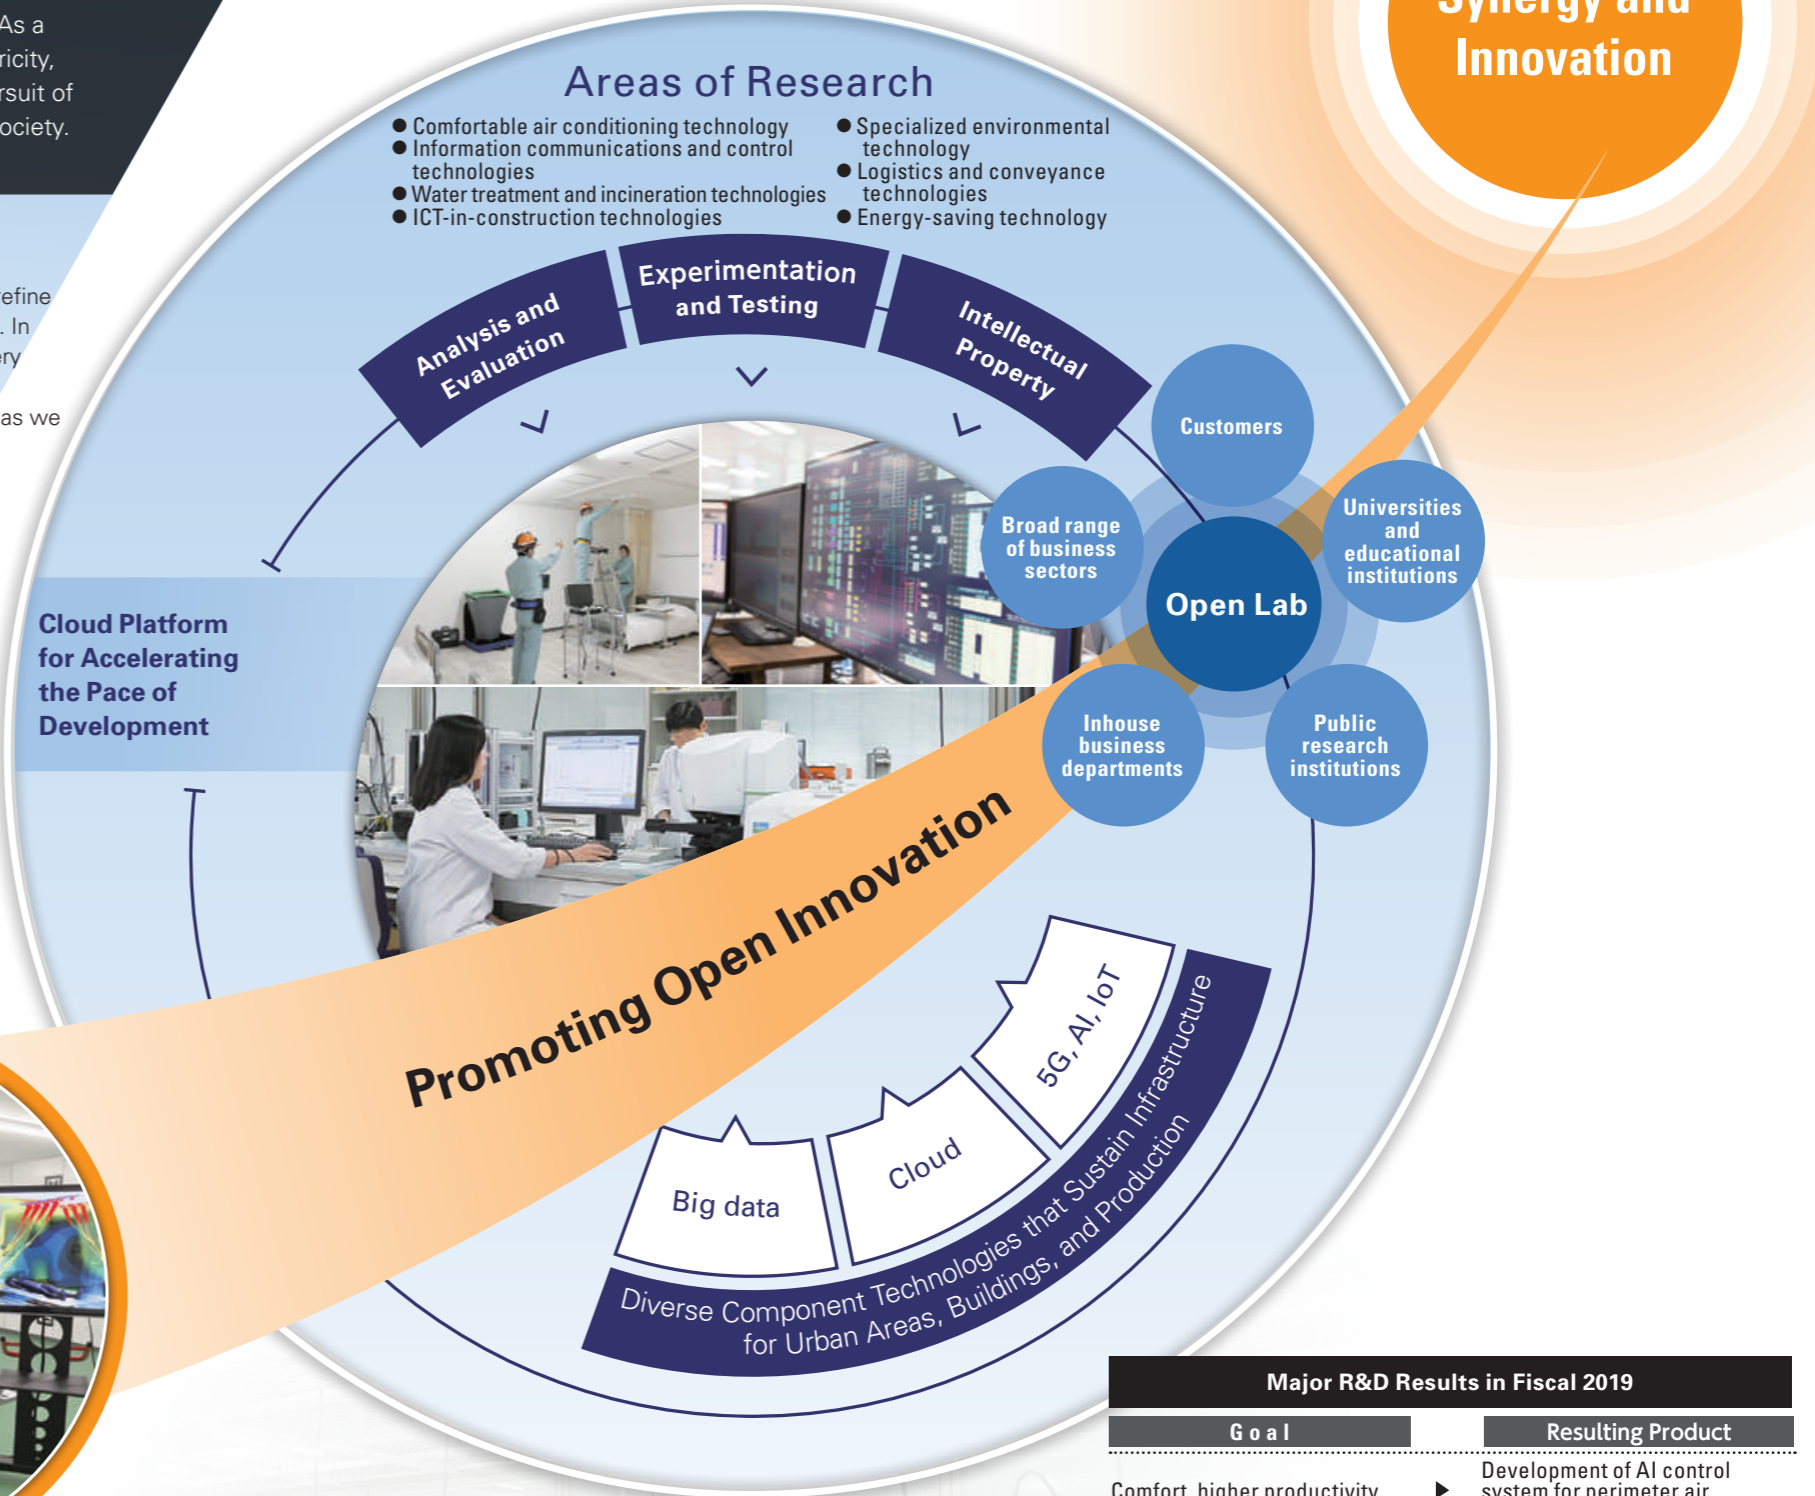 As a
ricity,
rsuit of
ociety.
efine
. In
ery
as we
Synergy and
Innovation
Areas of Research
● Comfortable air conditioning technology
● Information communications and control
technologies
● Water treatment and incineration technologies
● ICT-in-construction technologies
● Specialized environmental
technology
● Logistics and conveyance
technologies
● Energy-saving technology
Analysis and
Evaluation
Experimentation
and Testing
Intellectual
Property
Customers
Broad range
of business
sectors
Universities
and
educational
institutions
Open Lab
Inhouse
business
departments
Public
research
institutions
Cloud Platform
for Accelerating
the Pace of
Development
Promoting Open Innovation
5G, AI, IoT
Cloud
Big data
Diverse Component Technologies that Sustain Infrastructure
for Urban Areas, Buildings, and Production
Major R&D Results in Fiscal 2019
Goal
Resulting Product
Comfort, higher productivity
▶
Development of AI control
system for perimeter air